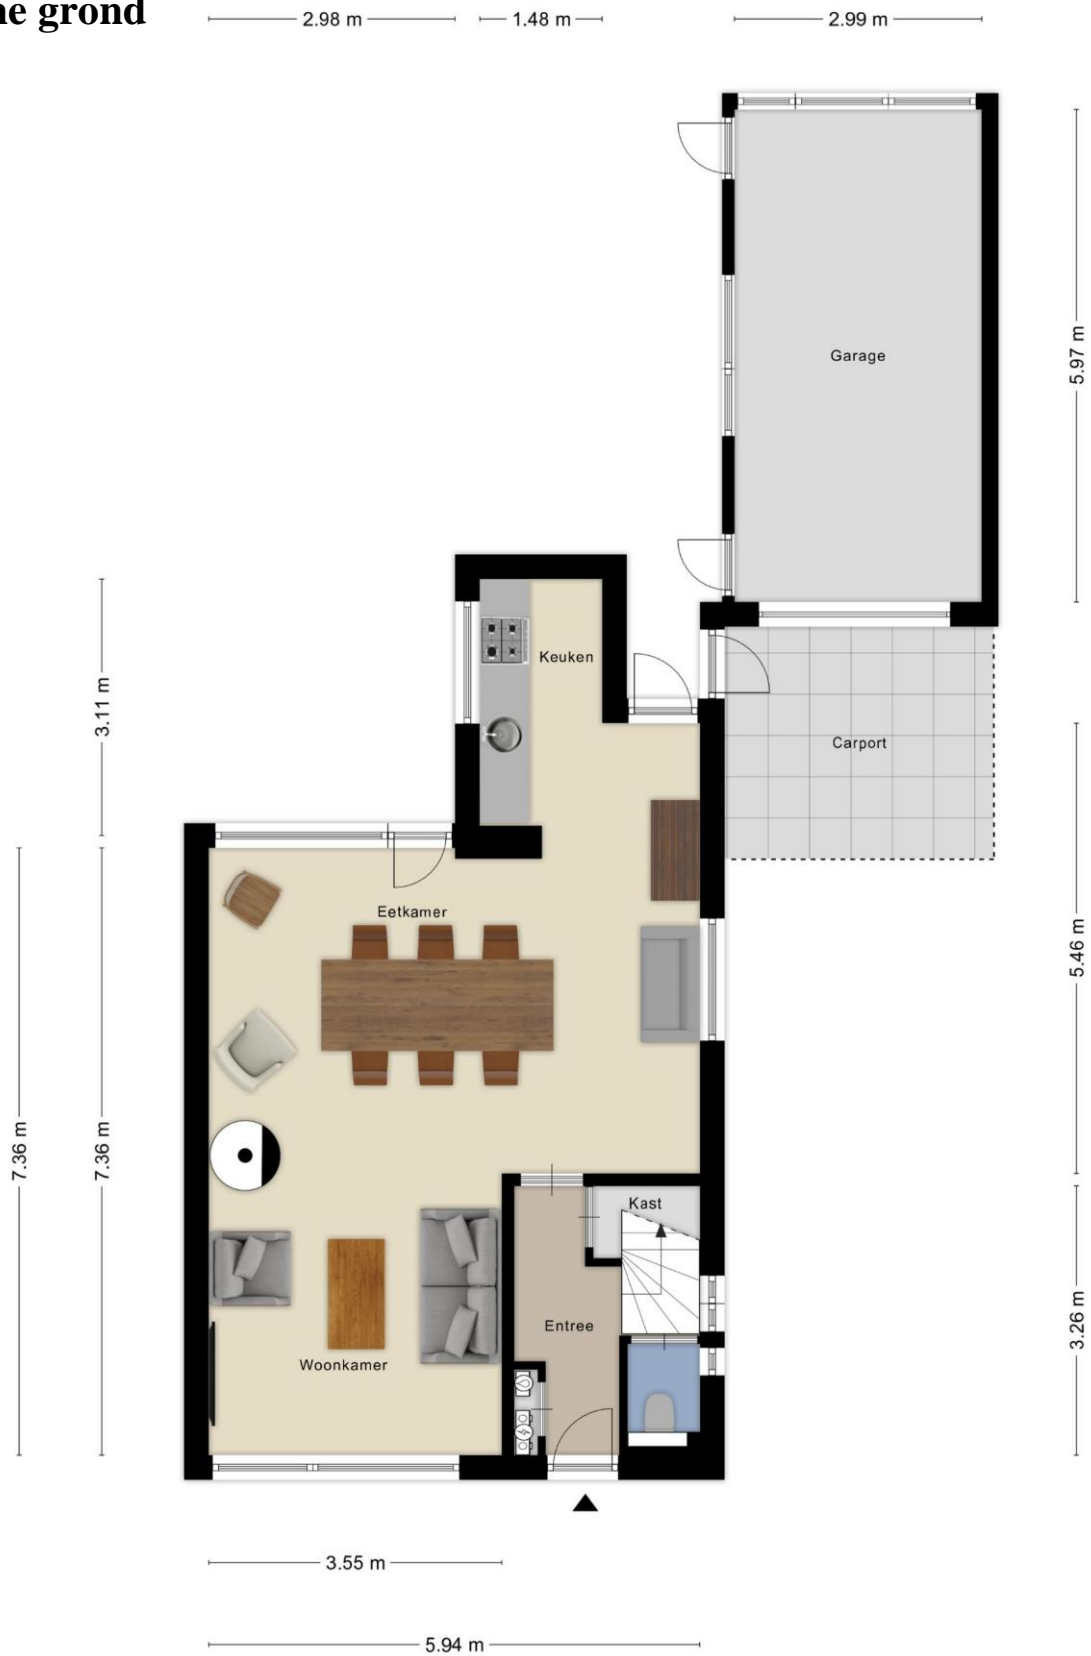 ne grond
2.98 m
1.48 m
2.99 m
Garage
5.97 m
Keuken
3.11 m
Carport
Eetkamer
5.46 m
7.36 m
7.36 m
Kast
Entree
3.26 m
Woonkamer
3.55 m
5.94 m